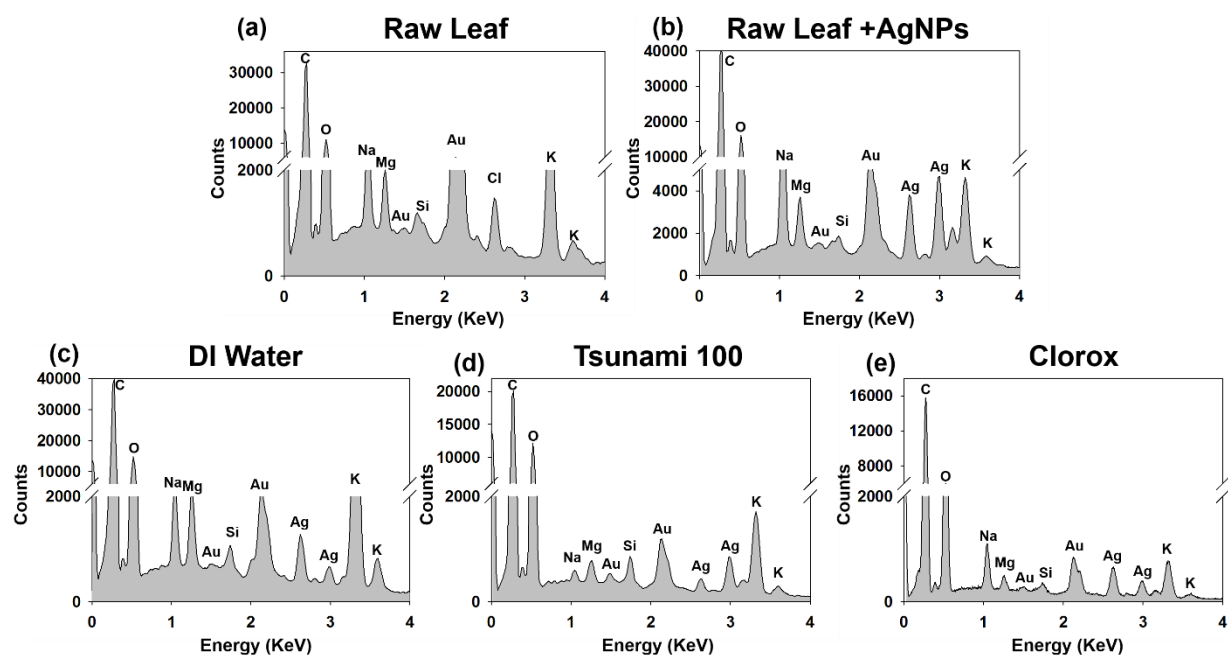 (a) Raw Leaf
30000
20000
10000
2000
0
Counts
C
O
Na
Mg
Au
Si
Au
Cl
K
K
0 1 2 3 4
Energy (KeV)
(b) Raw Leaf +AgNPs
40000
30000
20000
10000
4000
2000
0
Counts
C
O
Na
Mg
Au
Si
Au
Ag
Ag
K
K
0 1 2 3 4
Energy (KeV)
(c) DI Water
40000
30000
20000
10000
2000
0
Counts
C
O
Na
Mg
Au
Si
Au
Ag
Ag
K
K
0 1 2 3 4
Energy (KeV)
(d) Tsunami 100
20000
15000
10000
2000
0
Counts
C
O
Na
Mg
Au
Si
Au
Ag
Ag
K
K
0 1 2 3 4
Energy (KeV)
(e) Clorox
16000
12000
8000
2000
0
Counts
C
O
Na
Mg
Au
Si
Au
Ag
Ag
K
K
0 1 2 3 4
Energy (KeV)